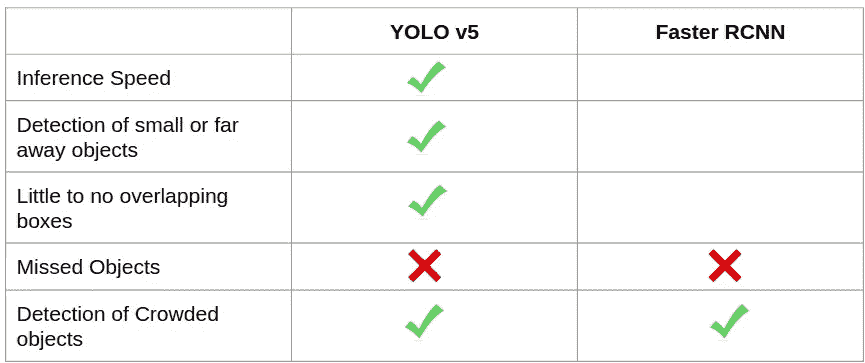 YOLO v5 Faster RCNN
Inference Speed
Detection of small or far
away objects
Little to no overlapping
boxes
Missed Objects
Detection of Crowded
objects